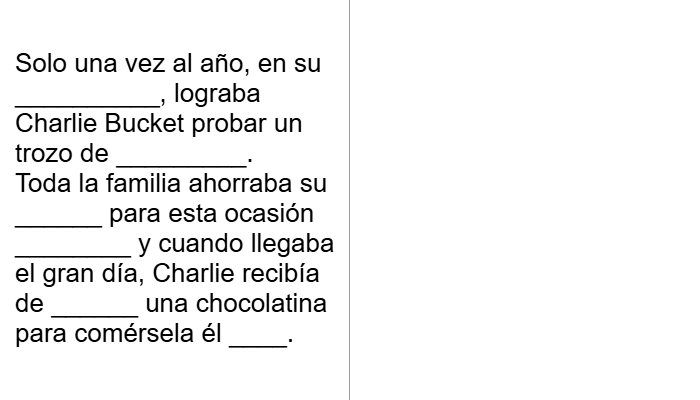 Solo una vez al año, en su
__________, lograba
Charlie Bucket probar un
trozo de _________.
Toda la familia ahorraba su
______ para esta ocasión
________ y cuando llegaba
el gran día, Charlie recibía
de ______ una chocolatina
para comérsela él ____.